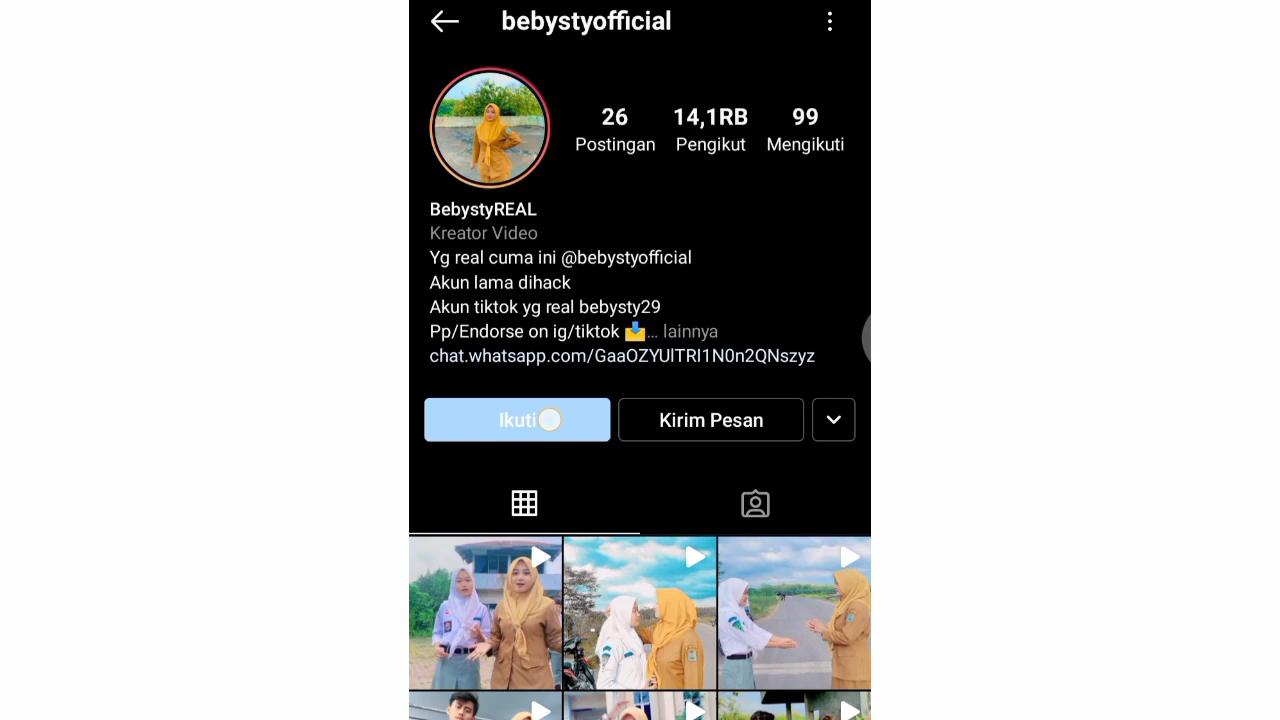 bebystyofficial
26
14,1RB
99
Postingan
Pengikut
Mengikuti
BebystyREAL
Kreator Video
Yg real cuma ini @bebystyofficial
Akun lama dihack
Akun tiktok yg real bebysty29
Pp/Endorse on ig/tiktok 📩... lainnya
chat.whatsapp.com/GaaOZYUlTRI1N0n2QNszyz
Ikuti
Kirim Pesan